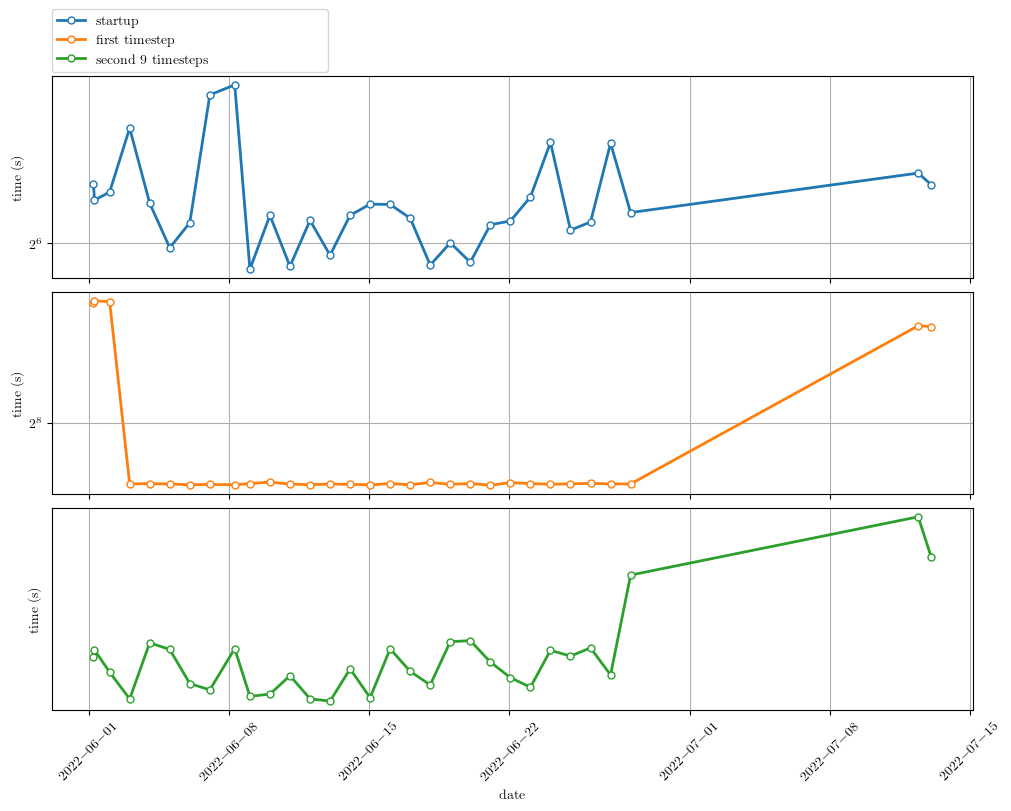 startup
first timestep
second 9 timesteps
time (s)
2^6
time (s)
2^8
time (s)
2022−06−01
2022−06−08
2022−06−15
2022−06−22
2022−07−01
2022−07−08
2022−07−15
date